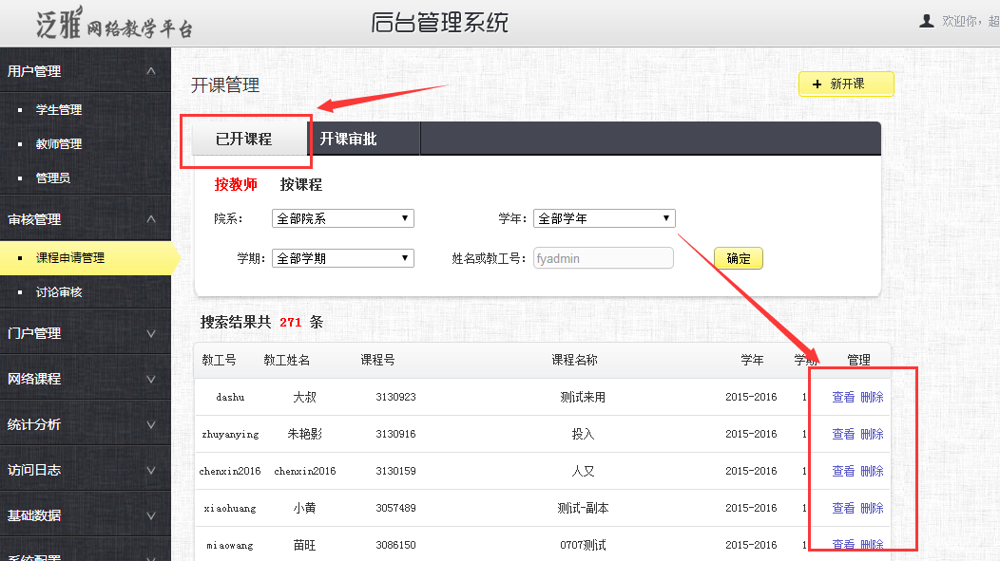 泛雅网络教学平台
后台管理系统
欢迎你，超
用户管理
学生管理
教师管理
管理员
审核管理
课程申请管理
讨论审核
门户管理
网络课程
统计分析
访问日志
基础数据
系统配置
开课管理
+ 新开课
已开课程 开课审批
按教师 按课程
院系： 全部院系 学年： 全部学年
学期： 全部学期 姓名或教工号： fyadmin 确定
搜索结果共 271 条
教工号 教工姓名 课程号 课程名称 学年 学期 管理
dashu 大叔 3130923 测试来用 2015-2016 1 查看 删除
zhuyanying 朱艳影 3130916 投入 2015-2016 1 查看 删除
chenxin2016 chenxin2016 3130159 人又 2015-2016 1 查看 删除
xiaohuang 小黄 3057489 测试-副本 2015-2016 1 查看 删除
miaowang 苗旺 3086150 0707测试 2015-2016 1 查看 删除